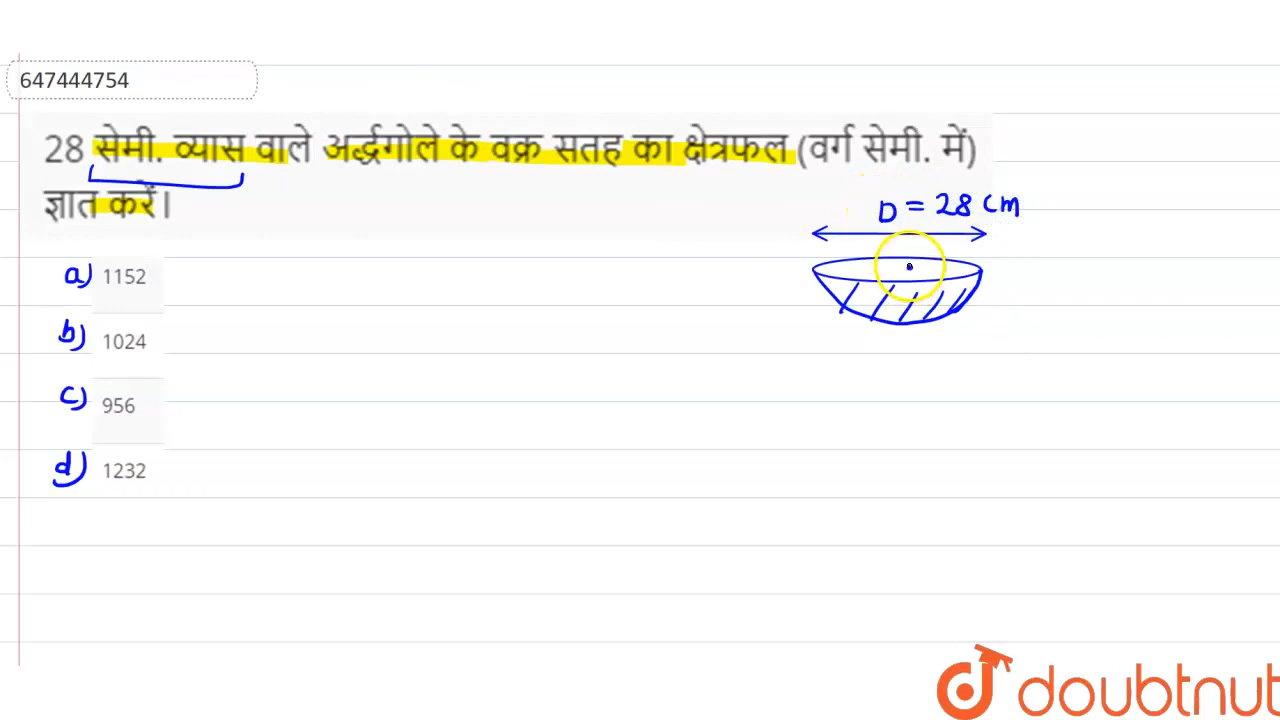 647444754
28 सेमी. व्यास वाले अर्द्धगोले के वक्र सतह का क्षेत्रफल (वर्ग सेमी. में)
ज्ञात करें।
D = 28 cm
a) 1152
b) 1024
c) 956
d) 1232
doubtnut